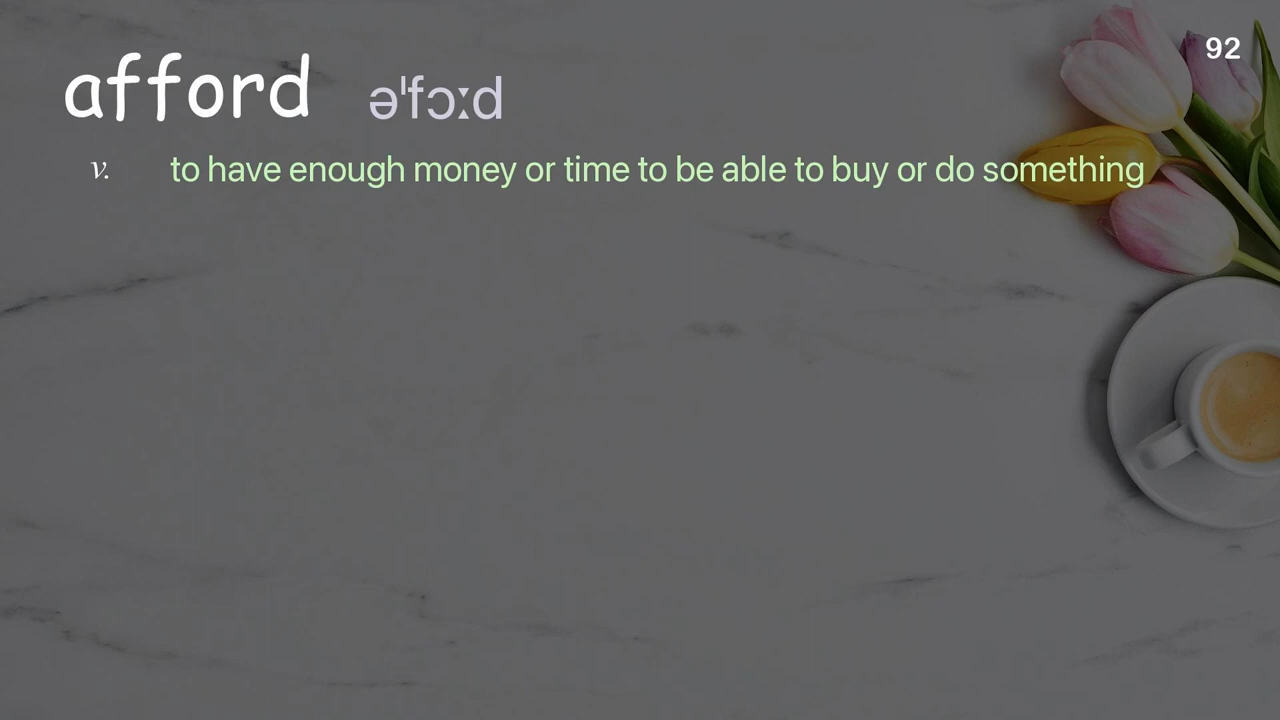 92
afford əˈfɔːd
v. to have enough money or time to be able to buy or do something